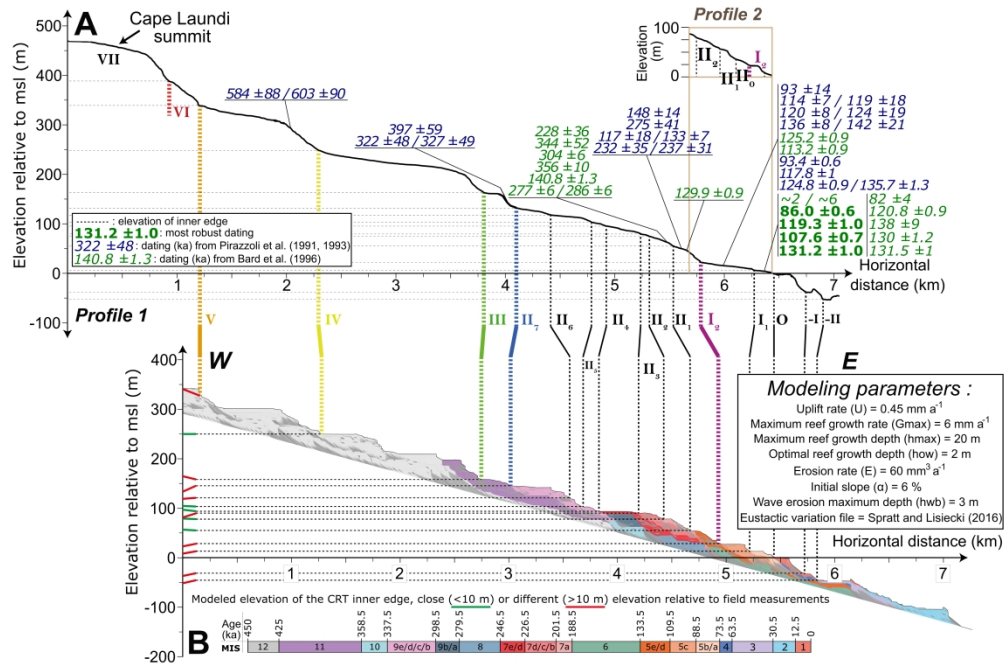 A
Cape Laundi
summit
VII
VI
Profile 2
Elevation
(m)
100
0
II₂
II₁
II₀
I₂
Elevation relative to msl (m)
500
400
300
200
100
0
-100
584 ±88 / 603 ±90
397 ±59
322 ±48 / 327 ±49
228 ±36
344 ±52
304 ±6
356 ±10
140.8 ±1.3
277 ±6 / 286 ±6
148 ±14
275 ±41
117 ±18 / 133 ±7
232 ±35 / 237 ±31
129.9 ±0.9
93 ±14
114 ±7 / 119 ±18
120 ±8 / 124 ±19
136 ±8 / 142 ±21
125.2 ±0.9
113.2 ±0.9
93.4 ±0.6
117.8 ±1
124.8 ±0.9 / 135.7 ±1.3
~2 / ~6 82 ±4
86.0 ±0.6 120.8 ±0.9
119.3 ±1.0 138 ±9
107.6 ±0.7 130 ±1.2
131.2 ±1.0 131.5 ±1
: elevation of inner edge
131.2 ±1.0 : most robust dating
322 ±48 : dating (ka) from Pirazzoli et al. (1991, 1993)
140.8 ±1.3 : dating (ka) from Bard et al. (1996)
1 2 3 4 5 6 7
Horizontal
distance (km)
Profile 1
V IV III II₇ II₆ II₅ II₄ II₃ II₂ II₁ I₂ I₁ O -I -II
W
E
Elevation relative to msl (m)
400
300
200
100
0
-100
-200
Modeling parameters :
Uplift rate (U) = 0.45 mm a⁻¹
Maximum reef growth rate (Gmax) = 6 mm a⁻¹
Maximum reef growth depth (hmax) = 20 m
Optimal reef growth depth (how) = 2 m
Erosion rate (E) = 60 mm³ a⁻¹
Initial slope (α) = 6 %
Wave erosion maximum depth (hwb) = 3 m
Eustactic variation file = Spratt and Lisiecki (2016)
Horizontal distance (km)
1 2 3 4 5 6 7
Modeled elevation of the CRT inner edge, close (<10 m) or different (>10 m) elevation relative to field measurements
B
Age
(ka)
450 425 358.5 337.5 298.5 279.5 246.5 226.5 201.5 188.5 133.5 109.5 88.5 73.5 63.5 30.5 12.5 0
MIS 12 11 10 9e/d/c/b 9b/a 8 7e/d 7d/c/b 7a 6 5e/d 5c 5b/a 4 3 2 1